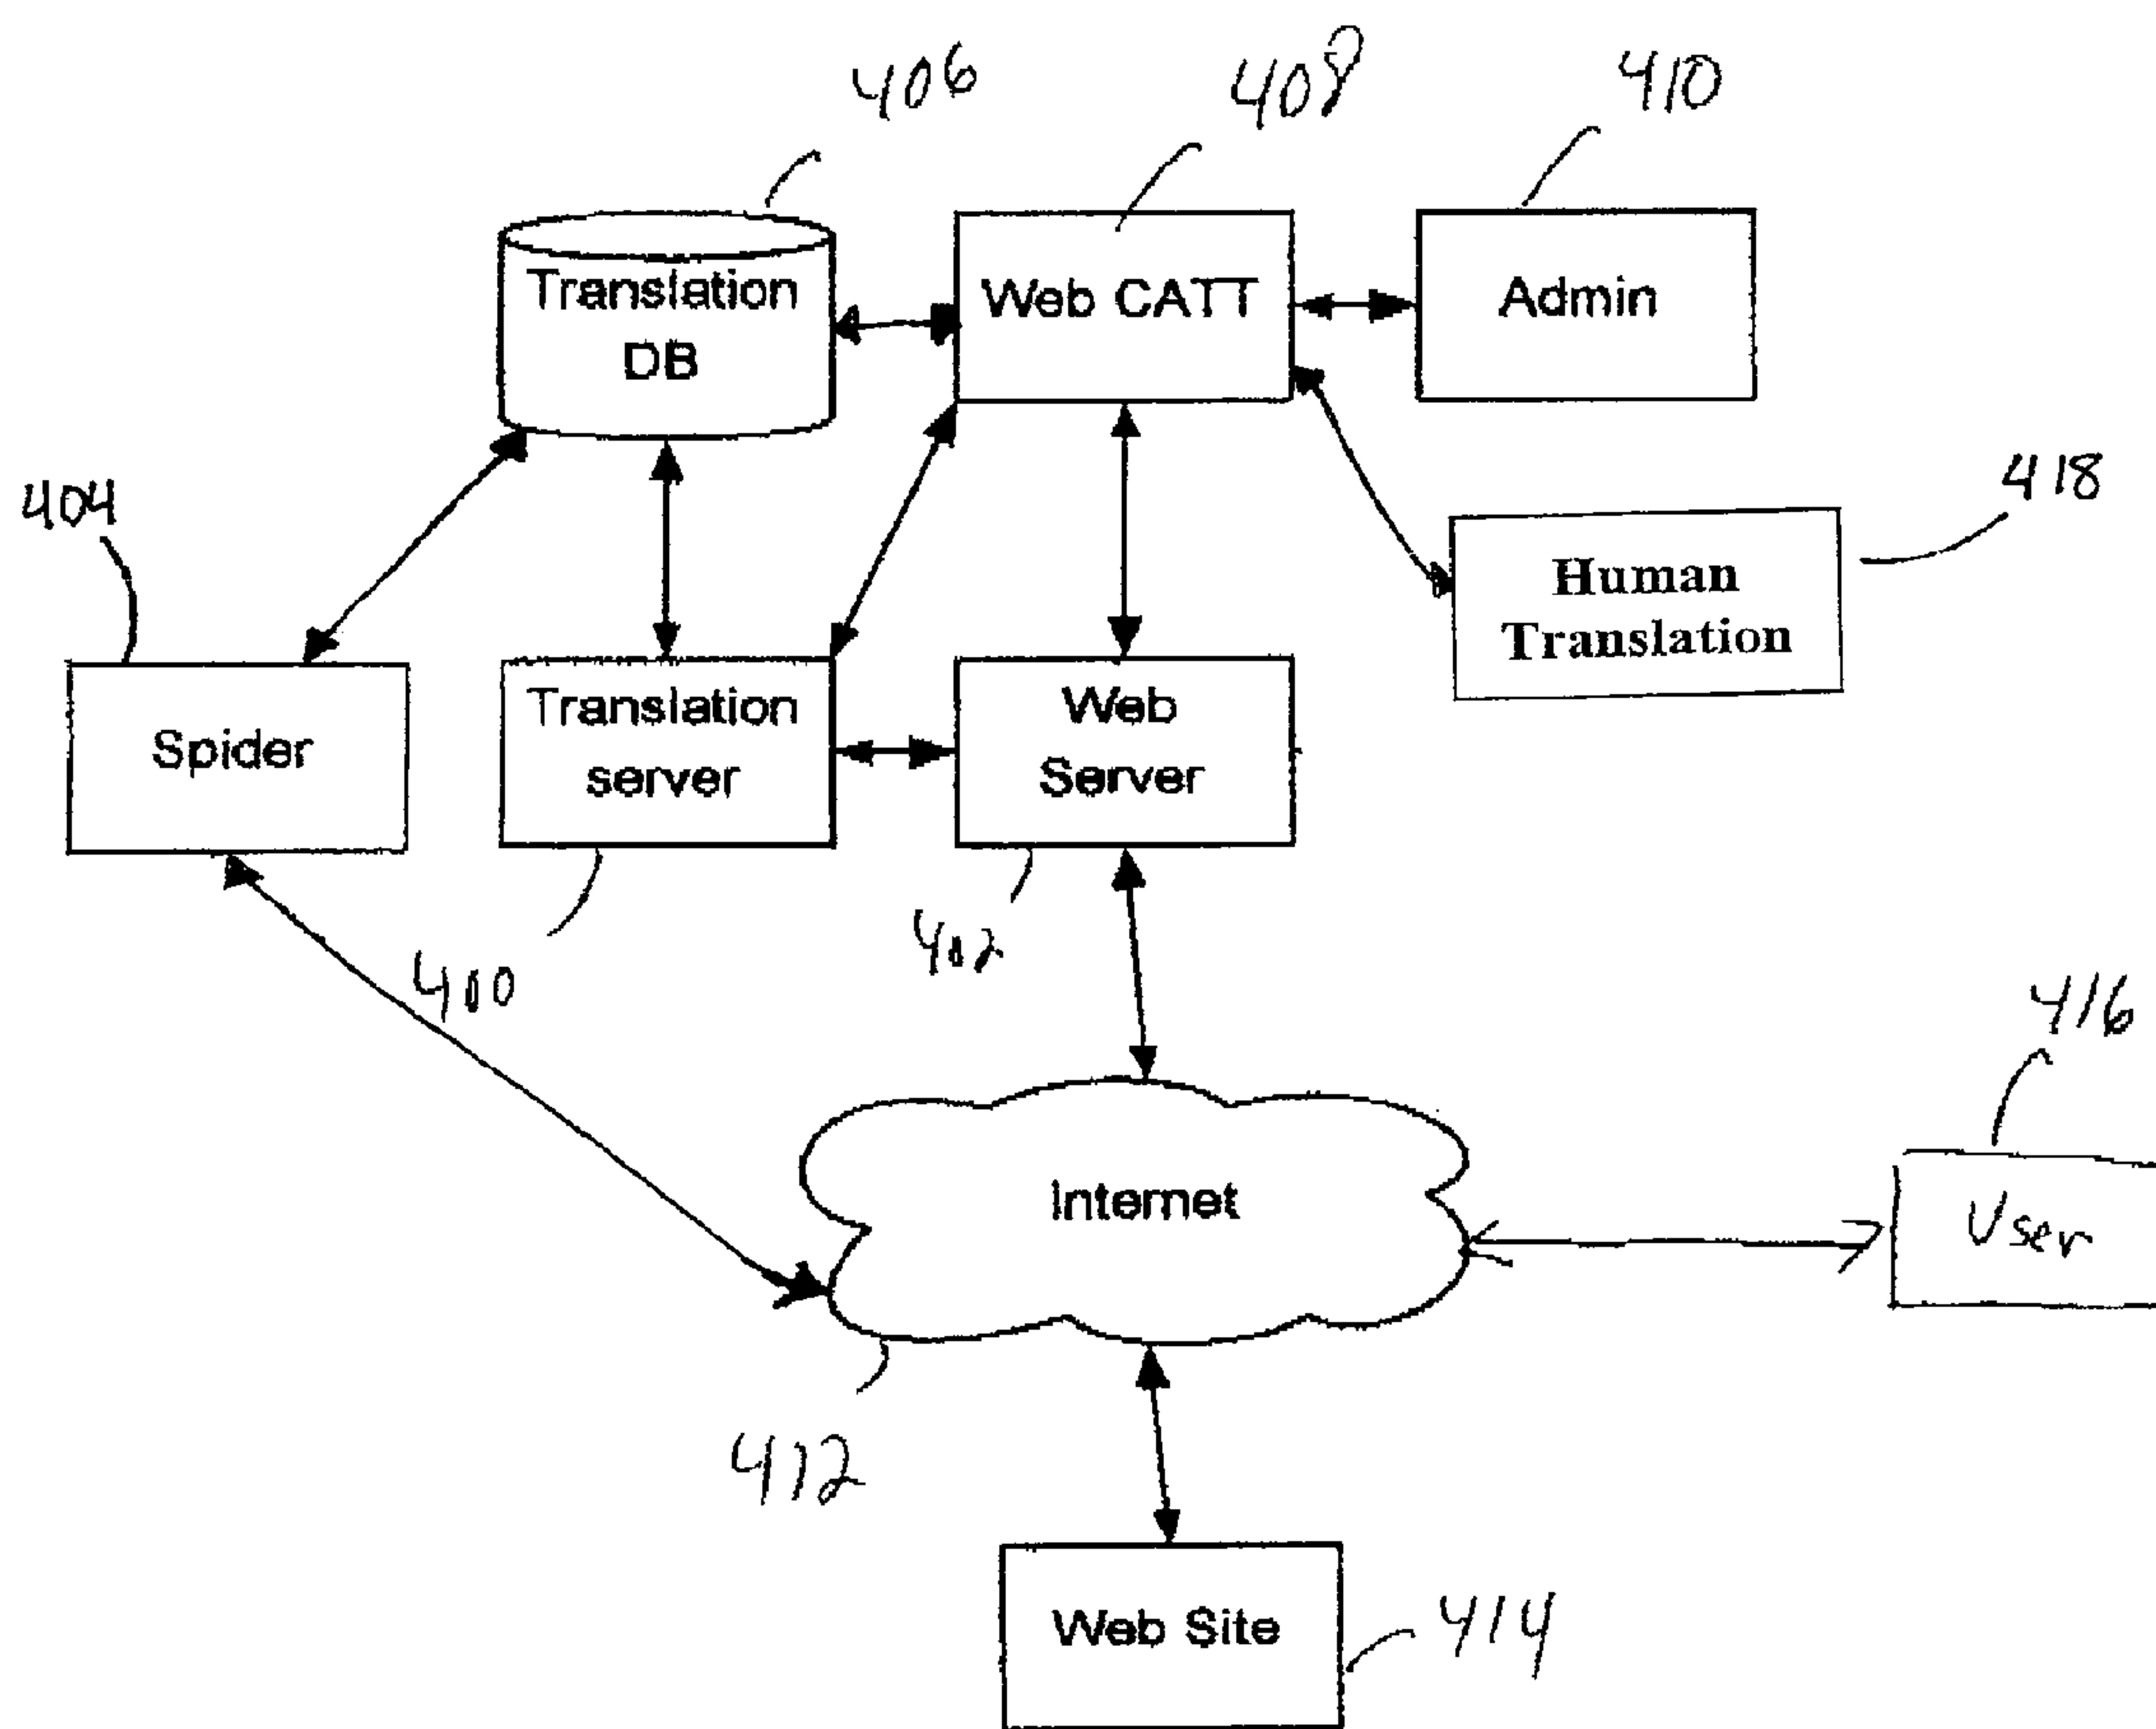 406
408
410
Translation
DB
Web CATT
Admin
404
418
Human
Translation
Spider
Translation
server
Web
Server
400
402
416
Internet
User
412
Web Site
414